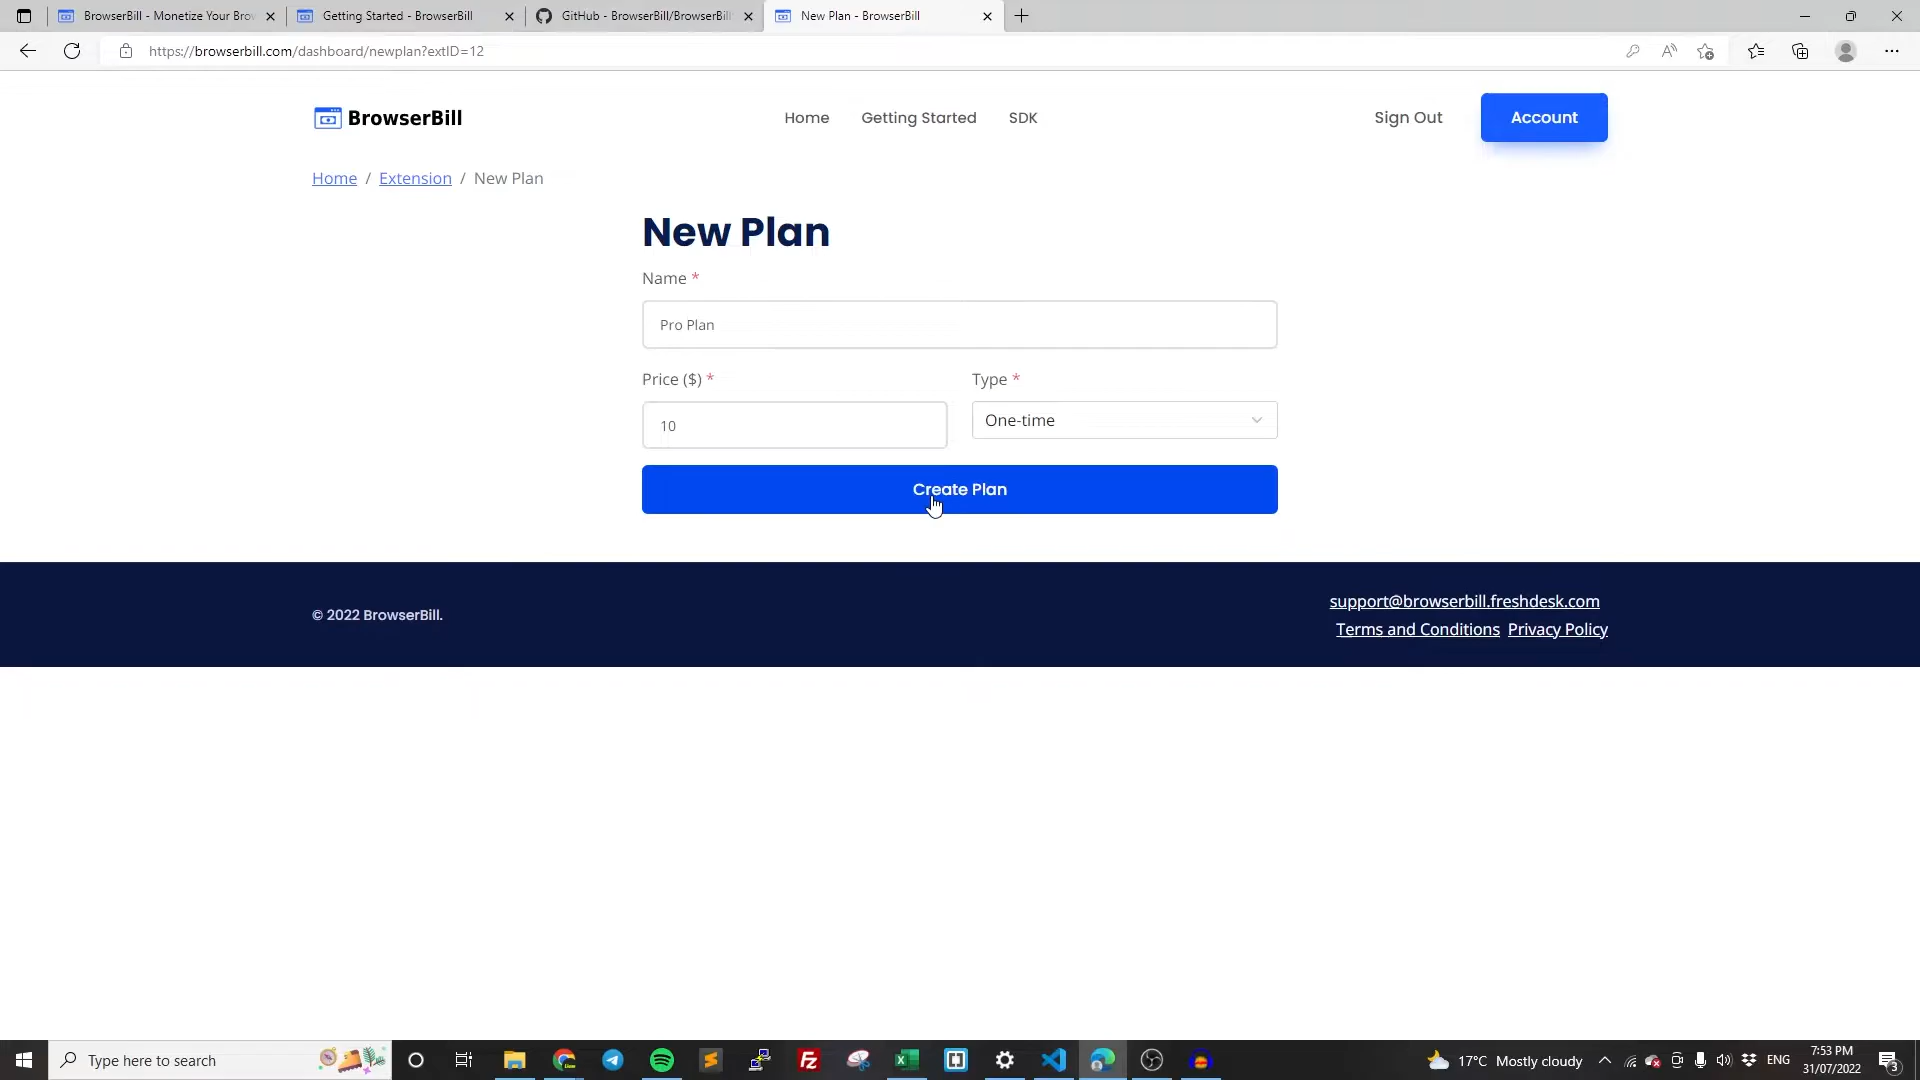 BrowserBill - Monetize Your Brow
Getting Started - BrowserBill
GitHub - BrowserBill/BrowserBill
New Plan - BrowserBill
https://browserbill.com/dashboard/newplan?extID=12
BrowserBill
Home
Getting Started
SDK
Sign Out
Account
Home / Extension / New Plan
New Plan
Name *
Pro Plan
Price ($) *
Type *
10
One-time
Create Plan
© 2022 BrowserBill.
support@browserbill.freshdesk.com
Terms and Conditions Privacy Policy
Type here to search
17°C Mostly cloudy
ENG
7:53 PM
31/07/2022
3